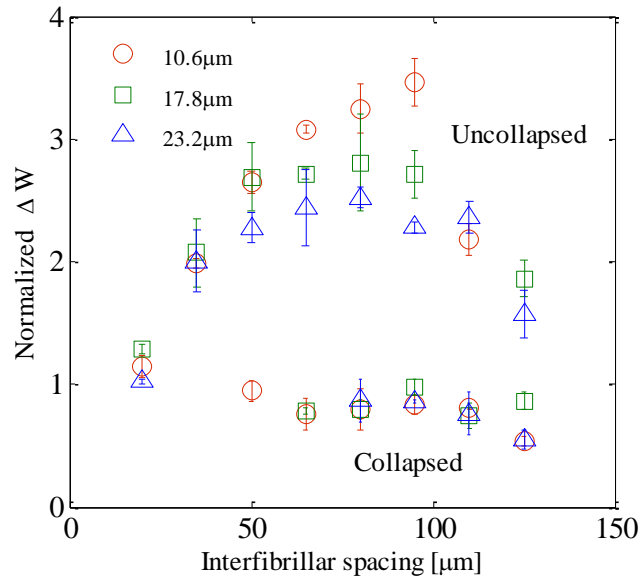 4
10.6μm
17.8μm
23.2μm
3
Uncollapsed
Normalized Δ W
2
1
Collapsed
0
0
50
100
150
Interfibrillar spacing [μm]